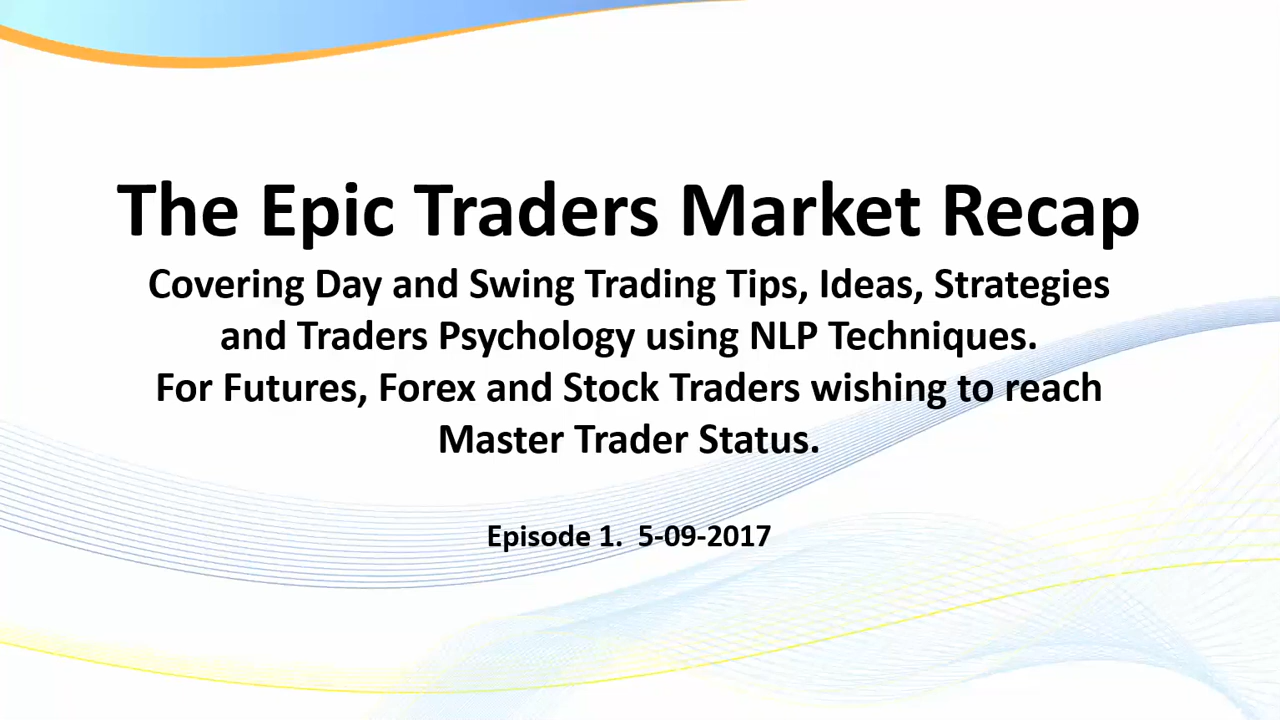 The Epic Traders Market Recap
Covering Day and Swing Trading Tips, Ideas, Strategies
and Traders Psychology using NLP Techniques.
For Futures, Forex and Stock Traders wishing to reach
Master Trader Status.
Episode 1.  5-09-2017